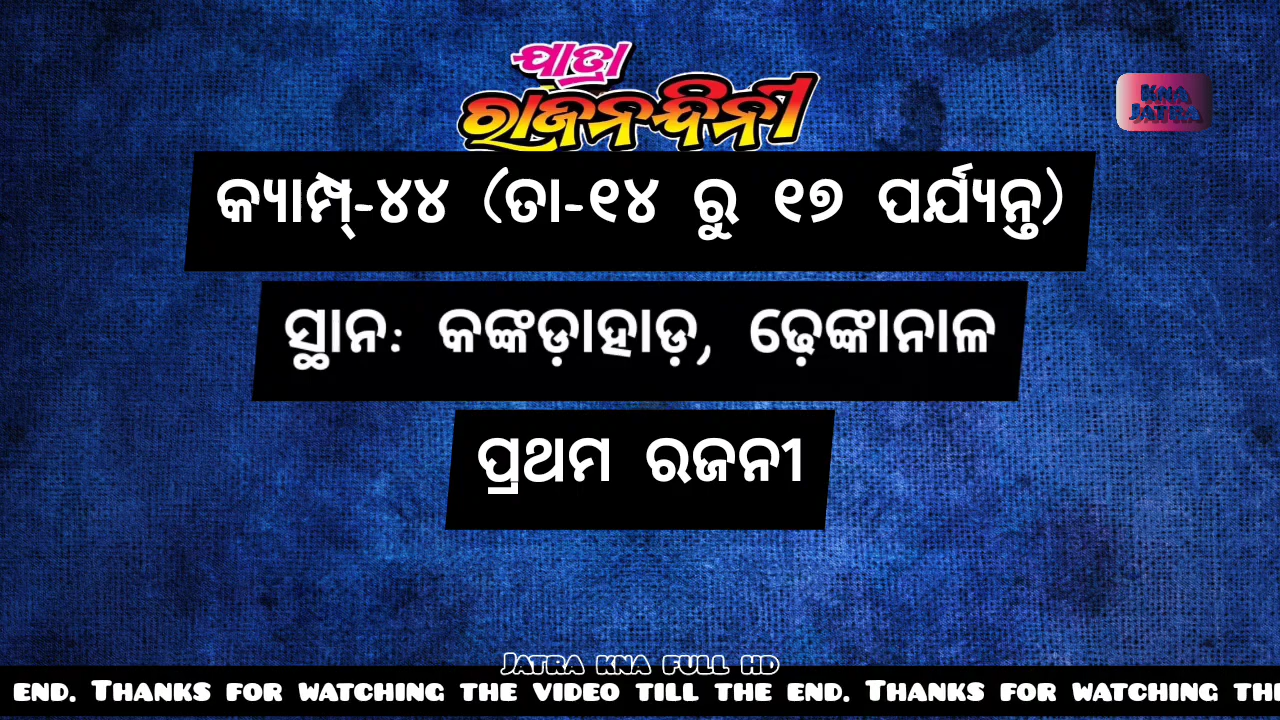 ଯାତ୍ରା
ରାଜନନ୍ଦିନୀ
KNA
JATRA
କ୍ୟାମ୍ପ୍-୪୪ (ତା-୧୪ ରୁ ୧୭ ପର୍ଯ୍ୟନ୍ତ)
ସ୍ଥାନ: କଙ୍କଡ଼ାହାଡ଼, ଢ଼େଙ୍କାନାଳ
ପ୍ରଥମ ରଜନୀ
JATRA KNA FULL HD
END. THANKS FOR WATCHING THE VIDEO TILL THE END. THANKS FOR WATCHING THE